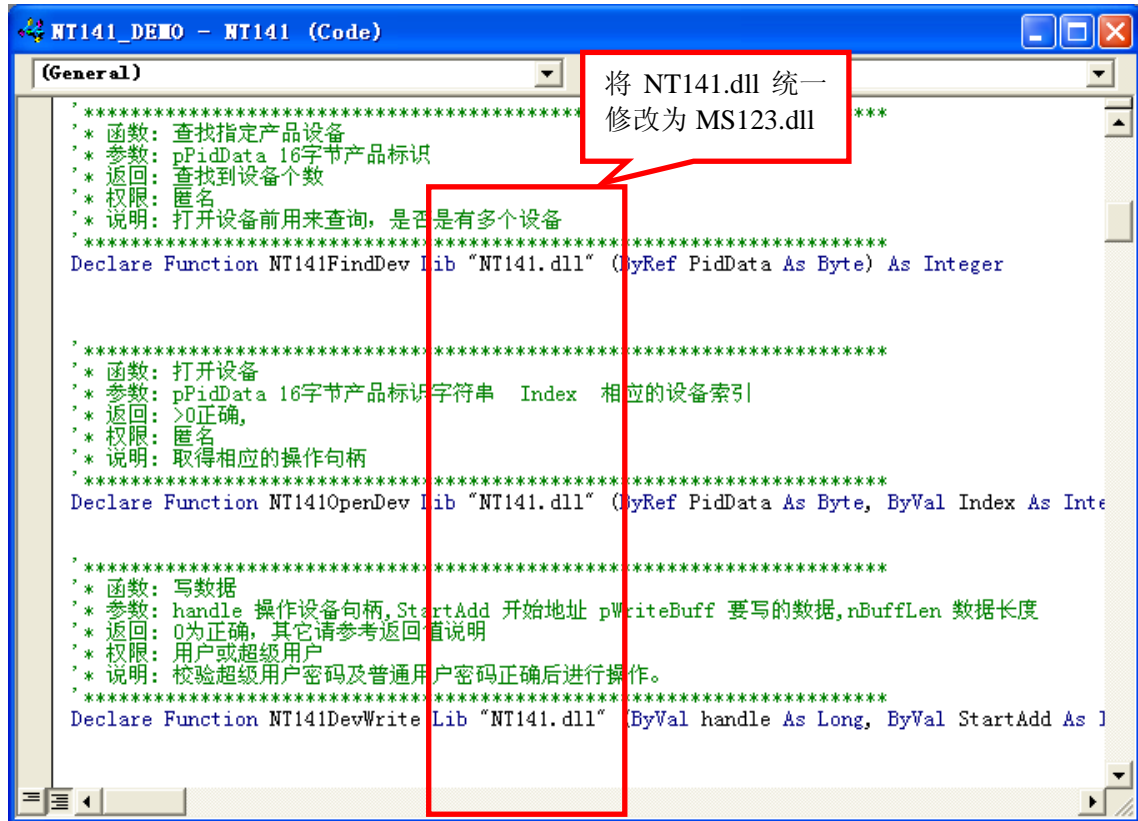 NT141_DEMO - NT141 (Code)
(General)
将 NT141.dll 统一
修改为 MS123.dll
'********************************************************************
'* 函数: 查找指定产品设备
'* 参数: pPidData 16字节产品标识
'* 返回: 查找到设备个数
'* 权限: 匿名
'* 说明: 打开设备前用来查询，是否是有多个设备
'********************************************************************
Declare Function NT141FindDev Lib "NT141.dll" (ByRef PidData As Byte) As Integer
'********************************************************************
'* 函数: 打开设备
'* 参数: pPidData 16字节产品标识字符串 Index 相应的设备索引
'* 返回: >0正确,
'* 权限: 匿名
'* 说明: 取得相应的操作句柄
'********************************************************************
Declare Function NT141OpenDev Lib "NT141.dll" (ByRef PidData As Byte, ByVal Index As Inte
'********************************************************************
'* 函数: 写数据
'* 参数: handle 操作设备句柄,StartAdd 开始地址 pWriteBuff 要写的数据,nBuffLen 数据长度
'* 返回: 0为正确，其它请参考返回值说明
'* 权限: 用户或超级用户
'* 说明: 校验超级用户密码及普通用户密码正确后进行操作。
'********************************************************************
Declare Function NT141DevWrite Lib "NT141.dll" (ByVal handle As Long, ByVal StartAdd As